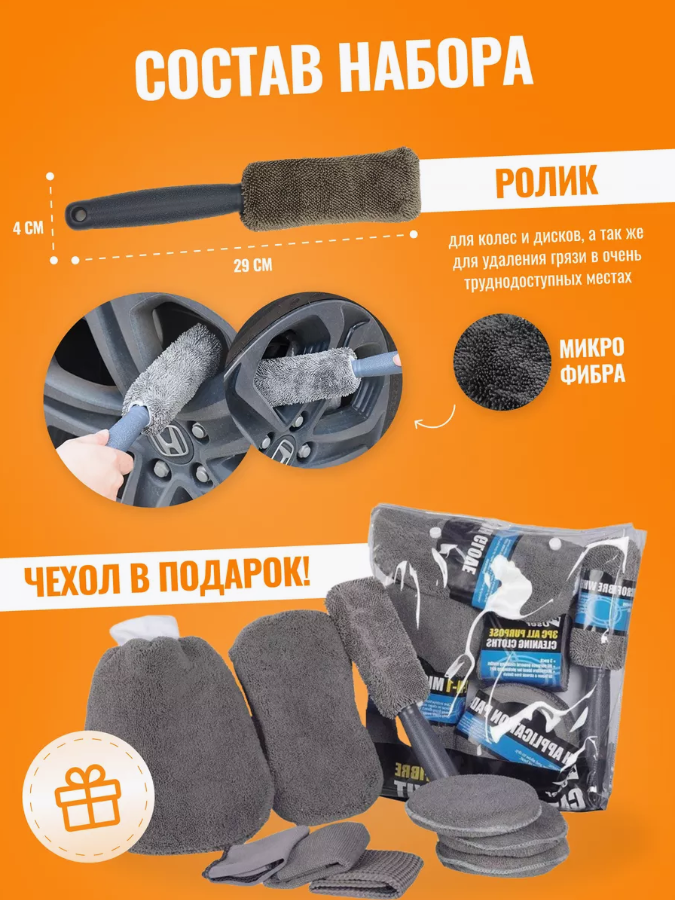 СОСТАВ НАБОРА
РОЛИК
4 СМ
29 СМ
для колес и дисков, а так же
для удаления грязи в очень
труднодоступных местах
МИКРО
ФИБРА
ЧЕХОЛ В ПОДАРОК!
3PC ALL PURPOSE
CLEANING CLOTHS
APPLICATION PAD